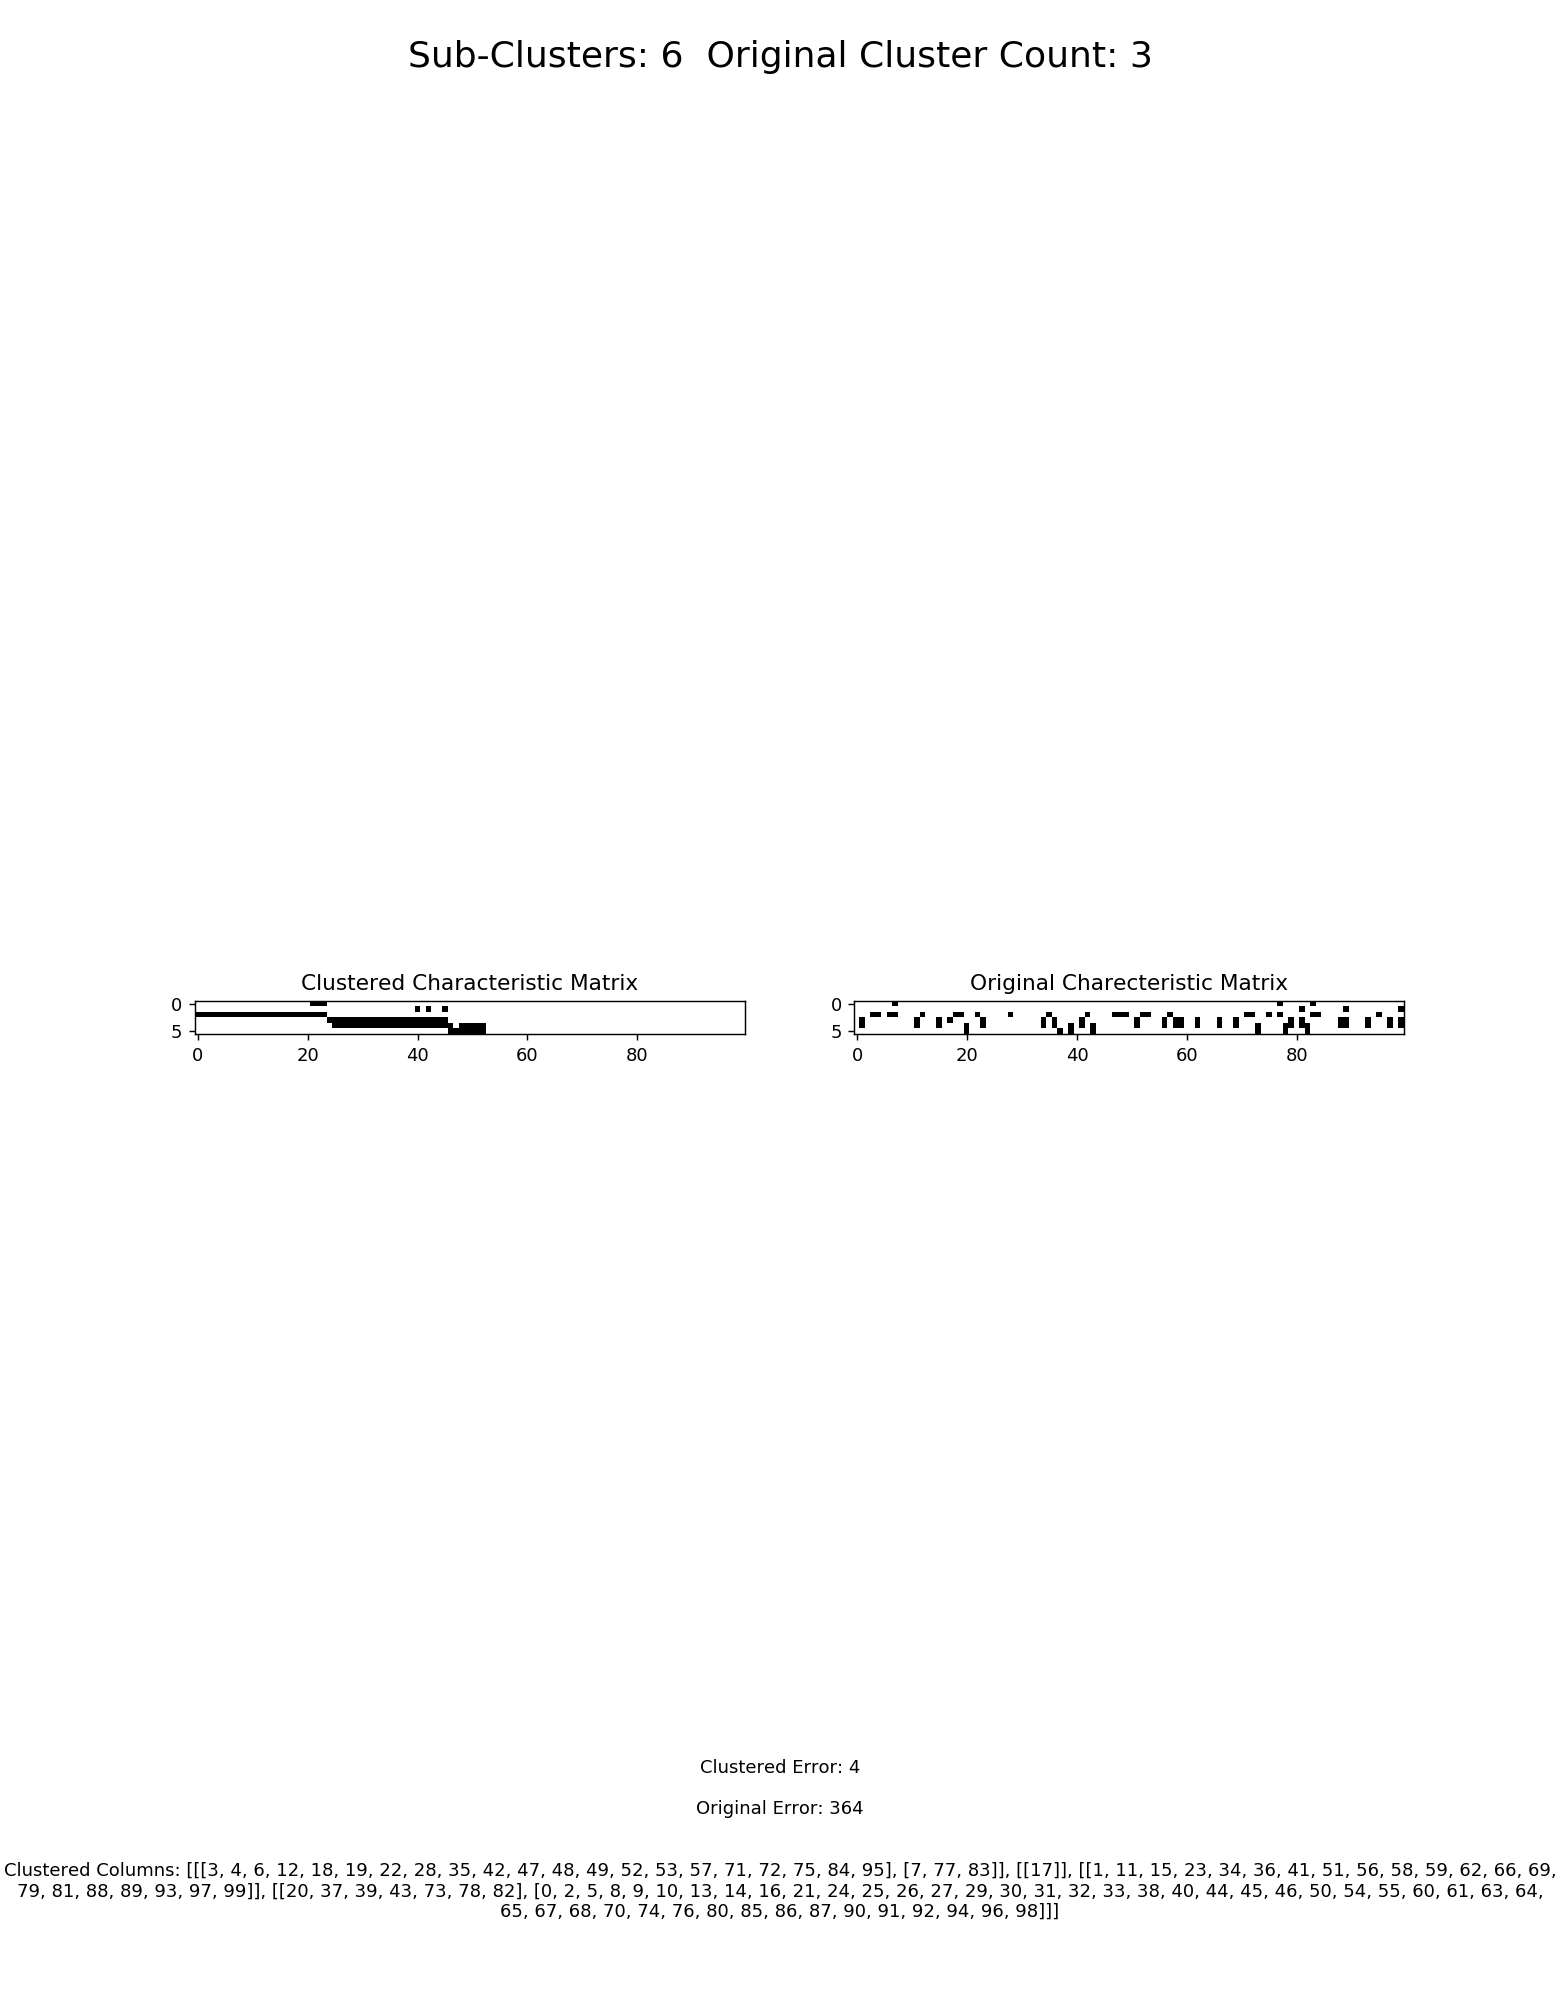 Sub-Clusters: 6  Original Cluster Count: 3
Clustered Characteristic Matrix
0
5
0 20 40 60 80
Original Charecteristic Matrix
0
5
0 20 40 60 80
Clustered Error: 4
Original Error: 364
Clustered Columns: [[[3, 4, 6, 12, 18, 19, 22, 28, 35, 42, 47, 48, 49, 52, 53, 57, 71, 72, 75, 84, 95], [7, 77, 83]], [[17]], [[1, 11, 15, 23, 34, 36, 41, 51, 56, 58, 59, 62, 66, 69,
79, 81, 88, 89, 93, 97, 99]], [[20, 37, 39, 43, 73, 78, 82], [0, 2, 5, 8, 9, 10, 13, 14, 16, 21, 24, 25, 26, 27, 29, 30, 31, 32, 33, 38, 40, 44, 45, 46, 50, 54, 55, 60, 61, 63, 64,
65, 67, 68, 70, 74, 76, 80, 85, 86, 87, 90, 91, 92, 94, 96, 98]]]